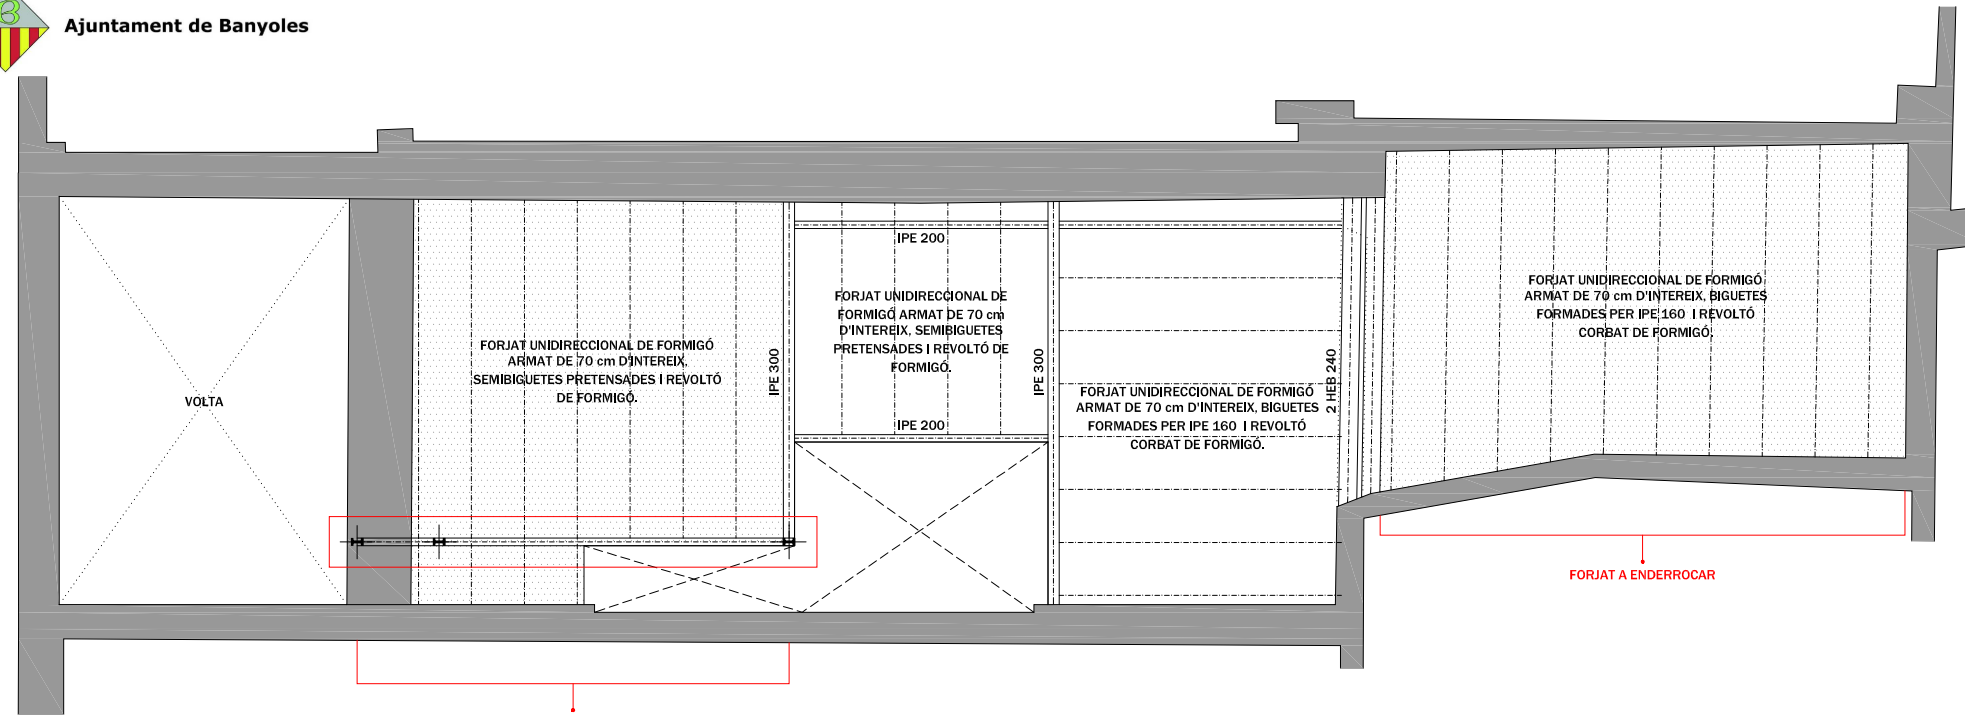 Ajuntament de Banyoles
VOLTA
FORJAT UNIDIRECCIONAL DE FORMIGÓ
ARMAT DE 70 cm D'INTEREIX,
SEMIBIGUETES PRETENSADES I REVOLTÓ
DE FORMIGÓ.
IPE 300
IPE 200
FORJAT UNIDIRECCIONAL DE
FORMIGÓ ARMAT DE 70 cm
D'INTEREIX, SEMIBIGUETES
PRETENSADES I REVOLTÓ DE
FORMIGÓ.
IPE 200
IPE 300
FORJAT UNIDIRECCIONAL DE FORMIGÓ
ARMAT DE 70 cm D'INTEREIX, BIGUETES
FORMADES PER IPE 160 I REVOLTÓ
CORBAT DE FORMIGÓ.
2 HEB 240
FORJAT UNIDIRECCIONAL DE FORMIGÓ
ARMAT DE 70 cm D'INTEREIX, BIGUETES
FORMADES PER IPE 160 I REVOLTÓ
CORBAT DE FORMIGÓ.
FORJAT A ENDERROCAR